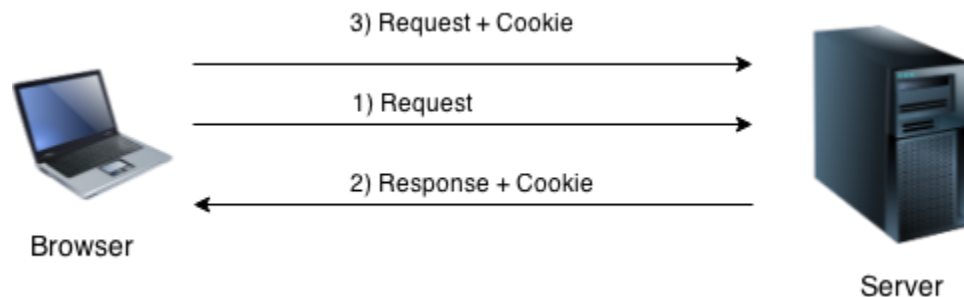 3) Request + Cookie
1) Request
2) Response + Cookie
Browser
Server